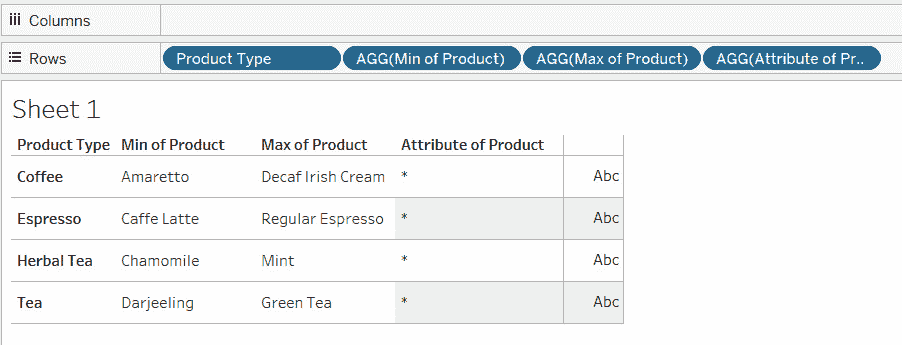 Columns
Rows Product Type AGG(Min of Product) AGG(Max of Product) AGG(Attribute of Pr..
Sheet 1
Product Type Min of Product Max of Product Attribute of Product
Coffee Amaretto Decaf Irish Cream * Abc
Espresso Caffe Latte Regular Espresso * Abc
Herbal Tea Chamomile Mint * Abc
Tea Darjeeling Green Tea * Abc